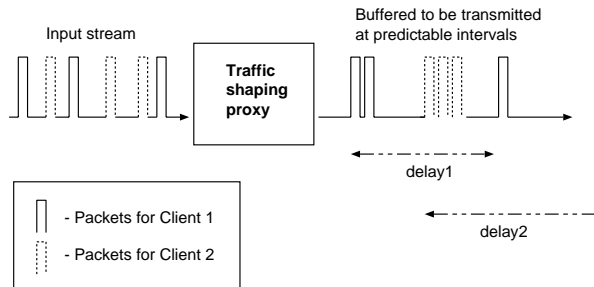 Input stream
Buffered to be transmitted
at predictable intervals
Traffic
shaping
proxy
delay1
delay2
- Packets for Client 1
- Packets for Client 2